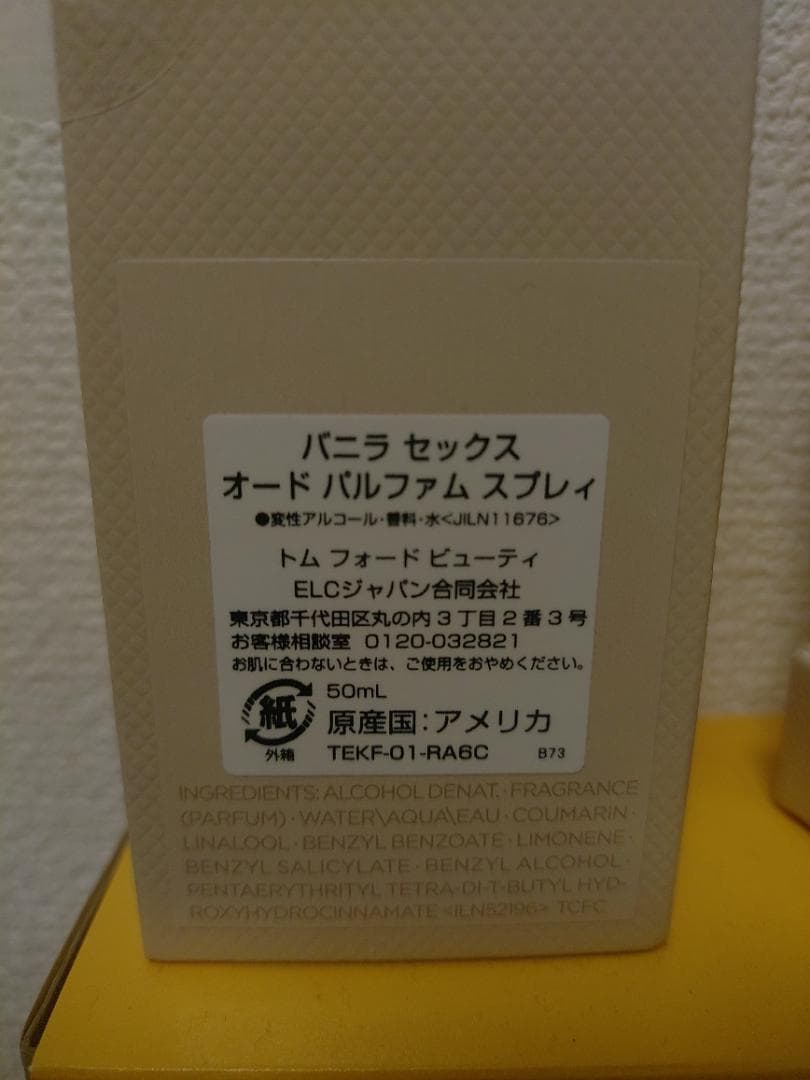 バニラ セックス
オード パルファム スプレィ
●変性アルコール・香料・水<JILN11676>
トム フォード ビューティ
ELCジャパン合同会社
東京都千代田区丸の内3丁目2番3号
お客様相談室 0120-032821
お肌に合わないときは、ご使用をおやめください。
紙
外箱
50mL
原産国:アメリカ
TEKF-01-RA6C B73
INGREDIENTS: ALCOHOL DENAT. · FRAGRANCE
(PARFUM) · WATER\AQUA\EAU · COUMARIN ·
LINALOOL · BENZYL BENZOATE · LIMONENE ·
BENZYL SALICYLATE · BENZYL ALCOHOL ·
PENTAERYTHRITYL TETRA-DI-T-BUTYL HYD-
ROXYHYDROCINNAMATE <ILN52196> TCFC